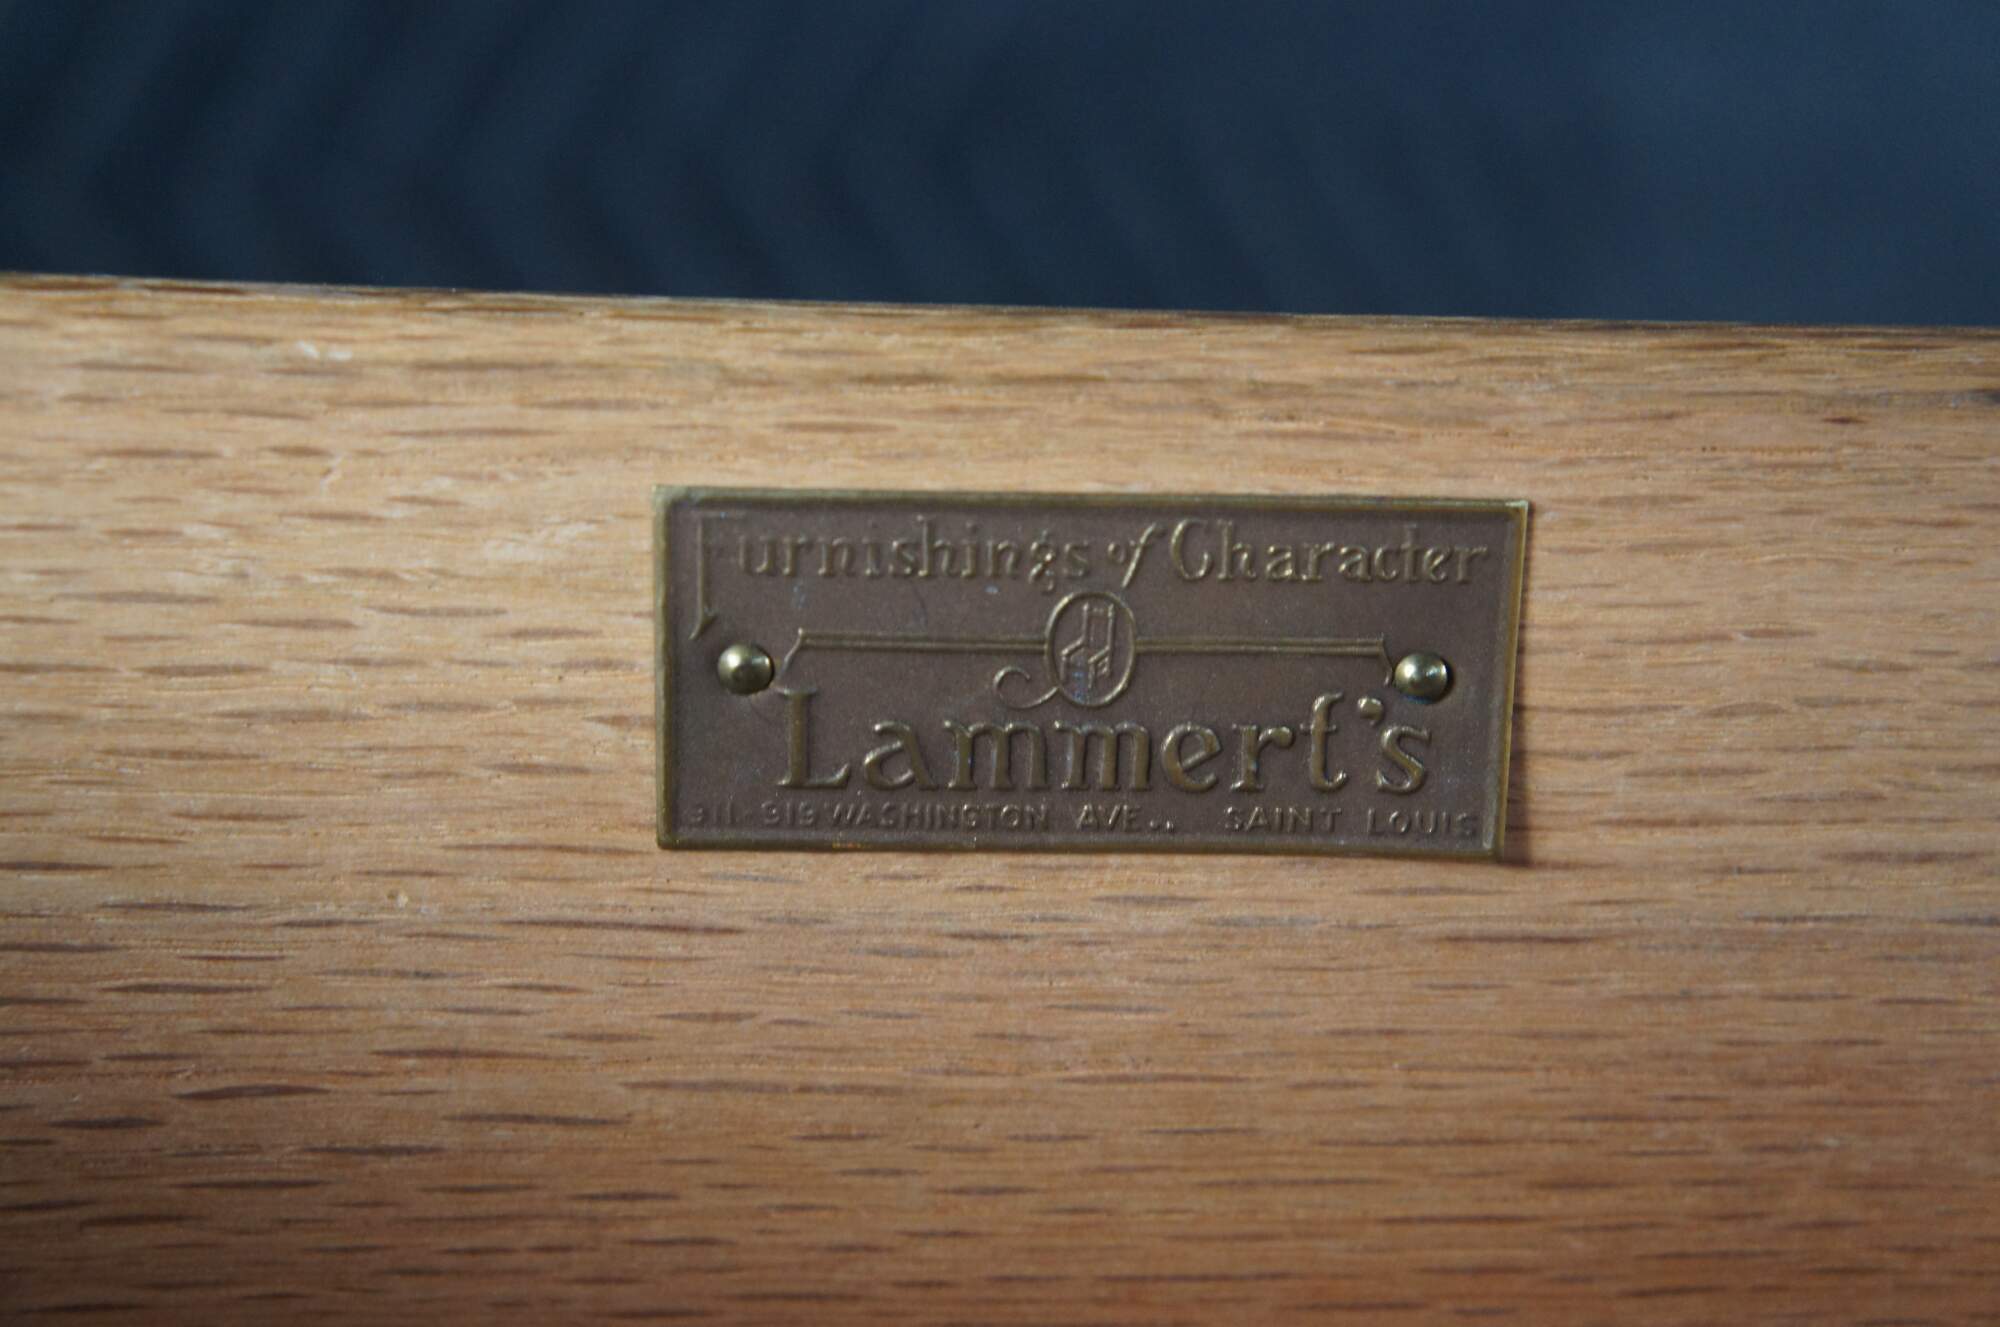 Furnishings of Character
Lammert's
911-919 WASHINGTON AVE.. SAINT LOUIS